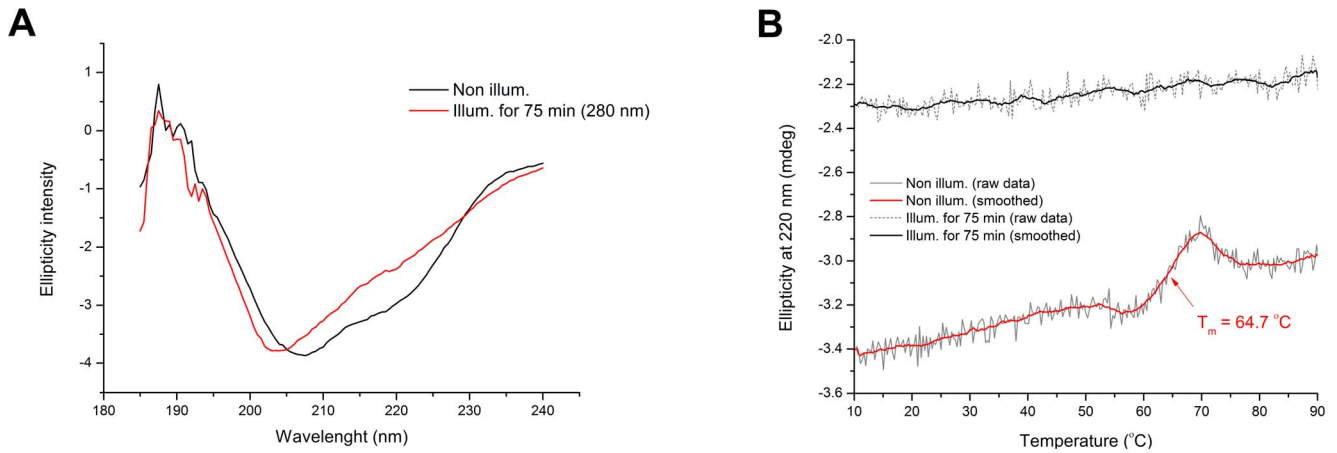 A
Ellipticity intensity
1
0
-1
-2
-3
-4
180 190 200 210 220 230 240
Wavelenght (nm)
Non illum.
Illum. for 75 min (280 nm)
B
Ellipticity at 220 nm (mdeg)
-2.0
-2.2
-2.4
-2.6
-2.8
-3.0
-3.2
-3.4
-3.6
Non illum. (raw data)
Non illum. (smoothed)
Illum. for 75 min (raw data)
Illum. for 75 min (smoothed)
Tm = 64.7 °C
10 20 30 40 50 60 70 80 90
Temperature (°C)